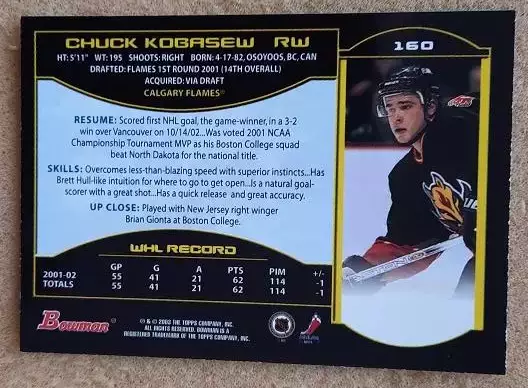 CHUCK KOBASEW RW
160
HT: 5'11" WT: 195 SHOOTS: RIGHT BORN: 4-17-82, OSOYOOS, BC, CAN
DRAFTED: FLAMES 1ST ROUND 2001 (14TH OVERALL)
ACQUIRED: VIA DRAFT
CALGARY FLAMES®
RESUME: Scored first NHL goal, the game-winner, in a 3-2
win over Vancouver on 10/14/02...Was voted 2001 NCAA
Championship Tournament MVP as his Boston College squad
beat North Dakota for the national title.
SKILLS: Overcomes less-than-blazing speed with superior instincts...Has
Brett Hull-like intuition for where to go to get open...Is a natural goal-
scorer with a great shot...Has a quick release and great accuracy.
UP CLOSE: Played with New Jersey right winger
Brian Gionta at Boston College.
WHL RECORD
GP G A PTS PIM +/-
2001-02 55 41 21 62 114 -1
TOTALS 55 41 21 62 114 -1
Bowman
® & © 2002 THE TOPPS COMPANY, INC.
ALL RIGHTS RESERVED. BOWMAN IS A
REGISTERED TRADEMARK OF THE TOPPS COMPANY, INC.